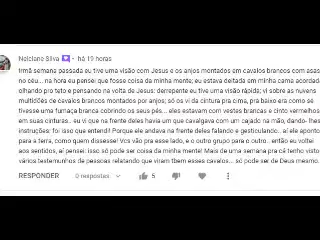 Nelciane Silva • há 19 horas
Irmã semana passada eu tive uma visão com Jesus e os anjos montados em cavalos brancos com asas
no céu... na hora eu pensei que fosse coisa da minha mente; eu estava deitada em minha cama acordada
olhando pro teto e pensando na volta de Jesus: derepente eu tive uma visão rápida; vi sobre as nuvens
multidões de cavalos brancos montados por anjos; só os vi da cintura pra cima, pra baixo era como se
tivesse uma fumaça branca cobrindo os seus pés... eles estavam com vestes brancas e cinto vermelhos
em suas cinturas... eu vi que na frente deles havia um que cavalgava com um cajado na mão, dando- lhes
instruções: foi isso que entendi! Porque ele andava na frente deles falando e gesticulando.. aí ele aponto
para a terra, como quem dissesse! Vcs vão pra esse lado, e o outro grupo para o outro.. então eu voltei
aos sentidos, aí pensei: isso só pode ser coisa da minha mente! Mais de uma semana pra cá tenho visto
vários testemunhos de pessoas relatando que viram tbem esses cavalos... só pode ser de Deus mesmo.
RESPONDER 0 respostas 5